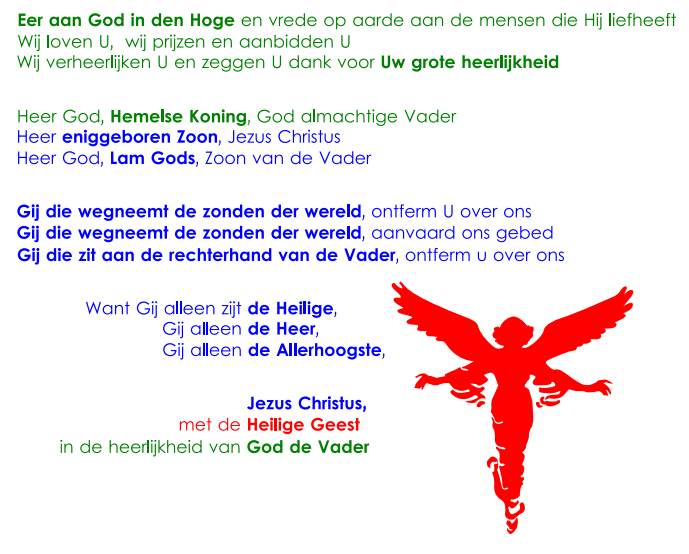 Eer aan God in den Hoge en vrede op aarde aan de mensen die Hij liefheeft
Wij loven U, wij prijzen en aanbidden U
Wij verheerlijken U en zeggen U dank voor Uw grote heerlijkheid
Heer God, Hemelse Koning, God almachtige Vader
Heer eniggeboren Zoon, Jezus Christus
Heer God, Lam Gods, Zoon van de Vader
Gij die wegneemt de zonden der wereld, ontferm U over ons
Gij die wegneemt de zonden der wereld, aanvaard ons gebed
Gij die zit aan de rechterhand van de Vader, ontferm u over ons
Want Gij alleen zijt de Heilige,
Gij alleen de Heer,
Gij alleen de Allerhoogste,
Jezus Christus,
met de Heilige Geest
in de heerlijkheid van God de Vader